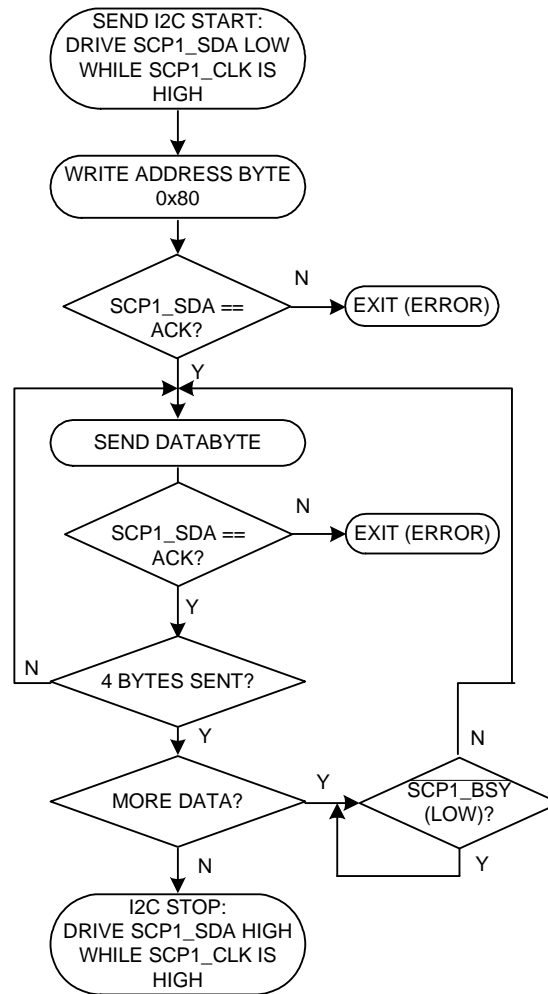 SEND I2C START:
DRIVE SCP1_SDA LOW
WHILE SCP1_CLK IS
HIGH
WRITE ADDRESS BYTE
0x80
SCP1_SDA ==
ACK?
N
EXIT (ERROR)
Y
SEND DATABYTE
SCP1_SDA ==
ACK?
N
EXIT (ERROR)
Y
4 BYTES SENT?
N
Y
MORE DATA?
Y
SCP1_BSY
(LOW)?
N
Y
N
I2C STOP:
DRIVE SCP1_SDA HIGH
WHILE SCP1_CLK IS
HIGH